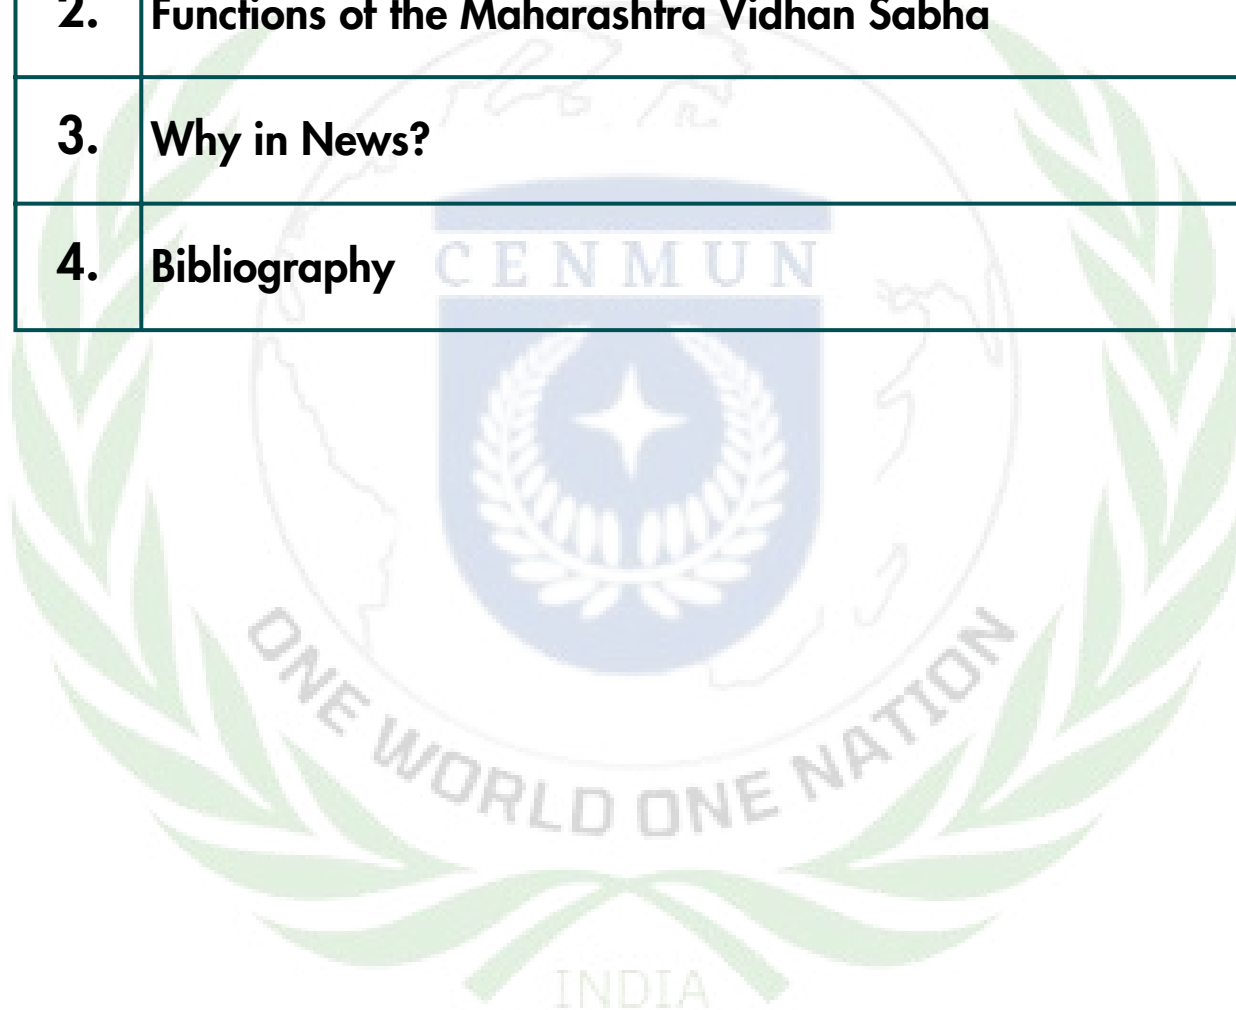 2. Functions of the Maharashtra Vidhan Sabha
3. Why in News?
4. Bibliography
CENMUN
ONE WORLD ONE NATION
INDIA